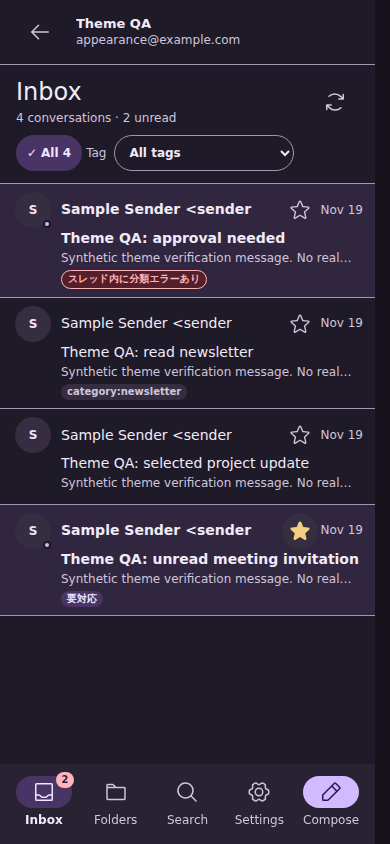 Theme QA
appearance@example.com
Inbox
4 conversations · 2 unread
✓ All 4 Tag All tags
S Sample Sender <sender Nov 19
Theme QA: approval needed
Synthetic theme verification message. No real…
スレッド内に分類エラーあり
S Sample Sender <sender Nov 19
Theme QA: read newsletter
Synthetic theme verification message. No real…
category:newsletter
S Sample Sender <sender Nov 19
Theme QA: selected project update
Synthetic theme verification message. No real…
S Sample Sender <sender Nov 19
Theme QA: unread meeting invitation
Synthetic theme verification message. No real…
要対応
2
Inbox Folders Search Settings Compose